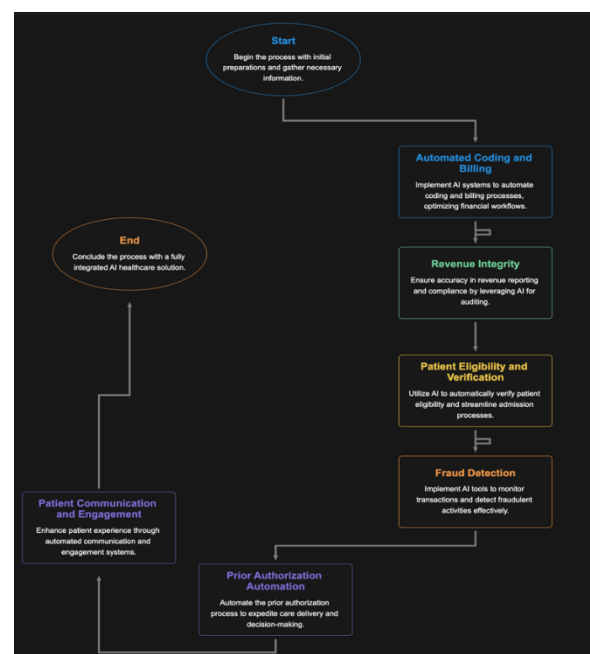 Start
Begin the process with initial
preparations and gather necessary
information.
Automated Coding and
Billing
Implement AI systems to automate
coding and billing processes,
optimizing financial workflows.
End
Conclude the process with a fully
integrated AI healthcare solution.
Revenue Integrity
Ensure accuracy in revenue reporting
and compliance by leveraging AI for
auditing.
Patient Eligibility and
Verification
Utilize AI to automatically verify patient
eligibility and streamline admission
processes.
Fraud Detection
Implement AI tools to monitor
transactions and detect fraudulent
activities effectively.
Patient Communication
and Engagement
Enhance patient experience through
automated communication and
engagement systems.
Prior Authorization
Automation
Automate the prior authorization
process to expedite care delivery and
decision-making.